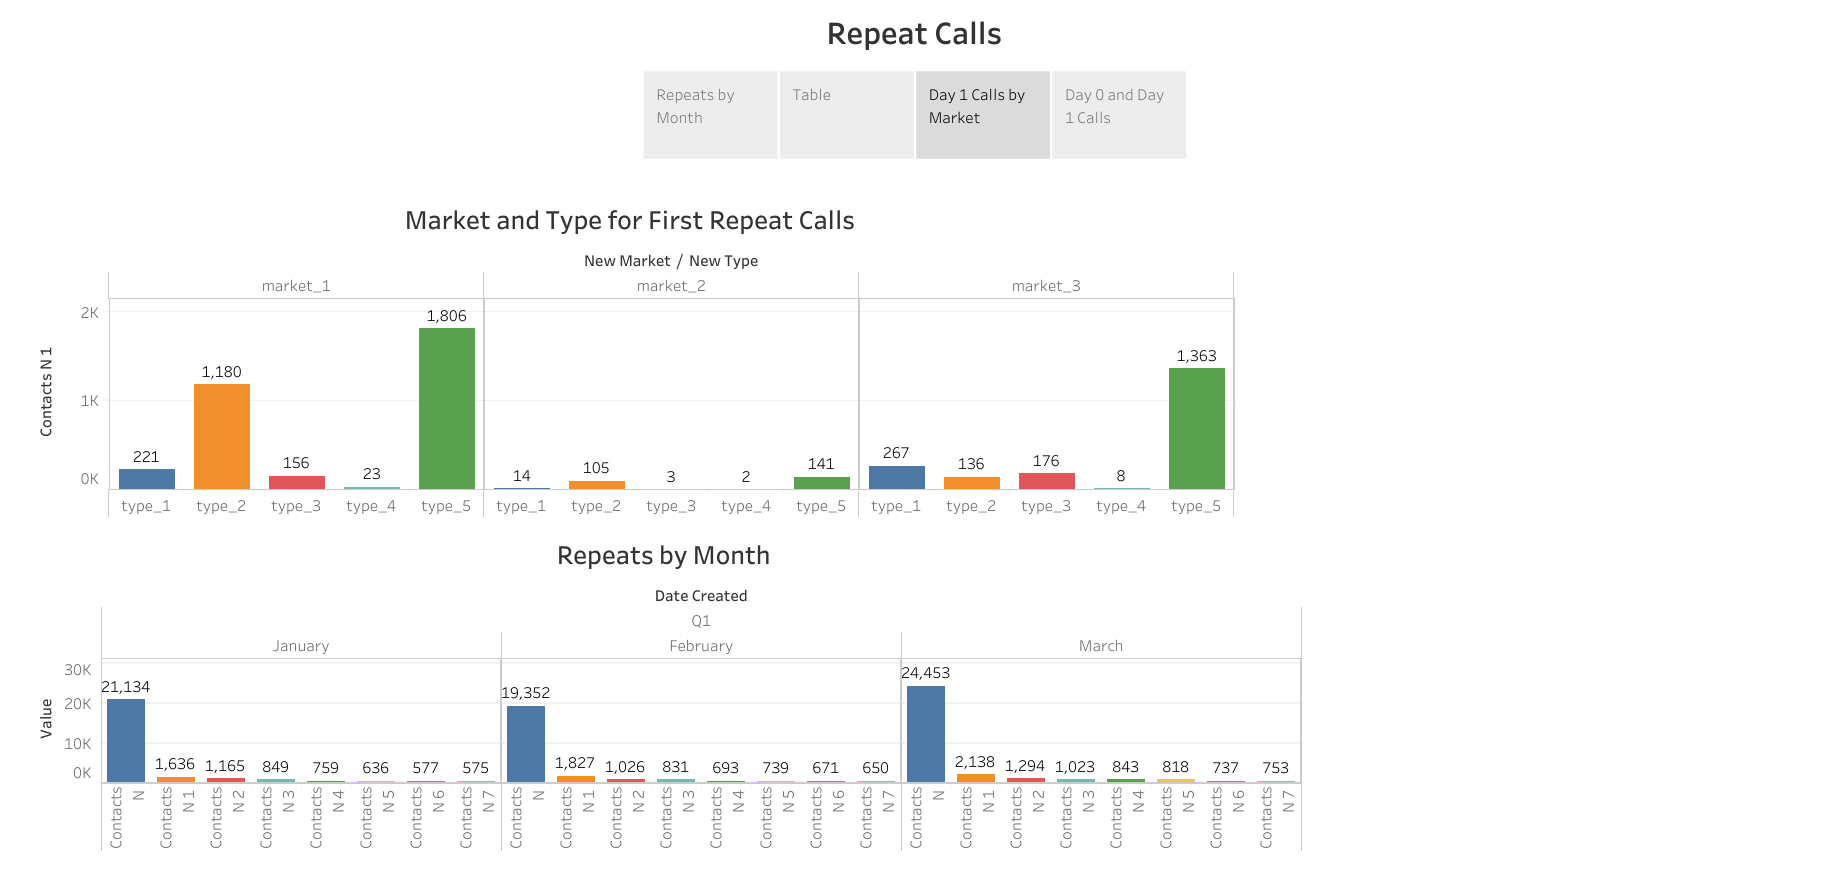 Repeat Calls
Repeats by
Month
Table
Day 1 Calls by
Market
Day 0 and Day
1 Calls
Market and Type for First Repeat Calls
New Market / New Type
market_1
market_2
market_3
Contacts N 1
2K
1K
0K
221
1,180
156
23
1,806
14
105
3
2
141
267
136
176
8
1,363
type_1
type_2
type_3
type_4
type_5
type_1
type_2
type_3
type_4
type_5
type_1
type_2
type_3
type_4
type_5
Repeats by Month
Date Created
Q1
January
February
March
Value
30K
20K
10K
0K
21,134
1,636
1,165
849
759
636
577
575
19,352
1,827
1,026
831
693
739
671
650
24,453
2,138
1,294
1,023
843
818
737
753
Contacts
N
Contacts
N 1
Contacts
N 2
Contacts
N 3
Contacts
N 4
Contacts
N 5
Contacts
N 6
Contacts
N 7
Contacts
N
Contacts
N 1
Contacts
N 2
Contacts
N 3
Contacts
N 4
Contacts
N 5
Contacts
N 6
Contacts
N 7
Contacts
N
Contacts
N 1
Contacts
N 2
Contacts
N 3
Contacts
N 4
Contacts
N 5
Contacts
N 6
Contacts
N 7